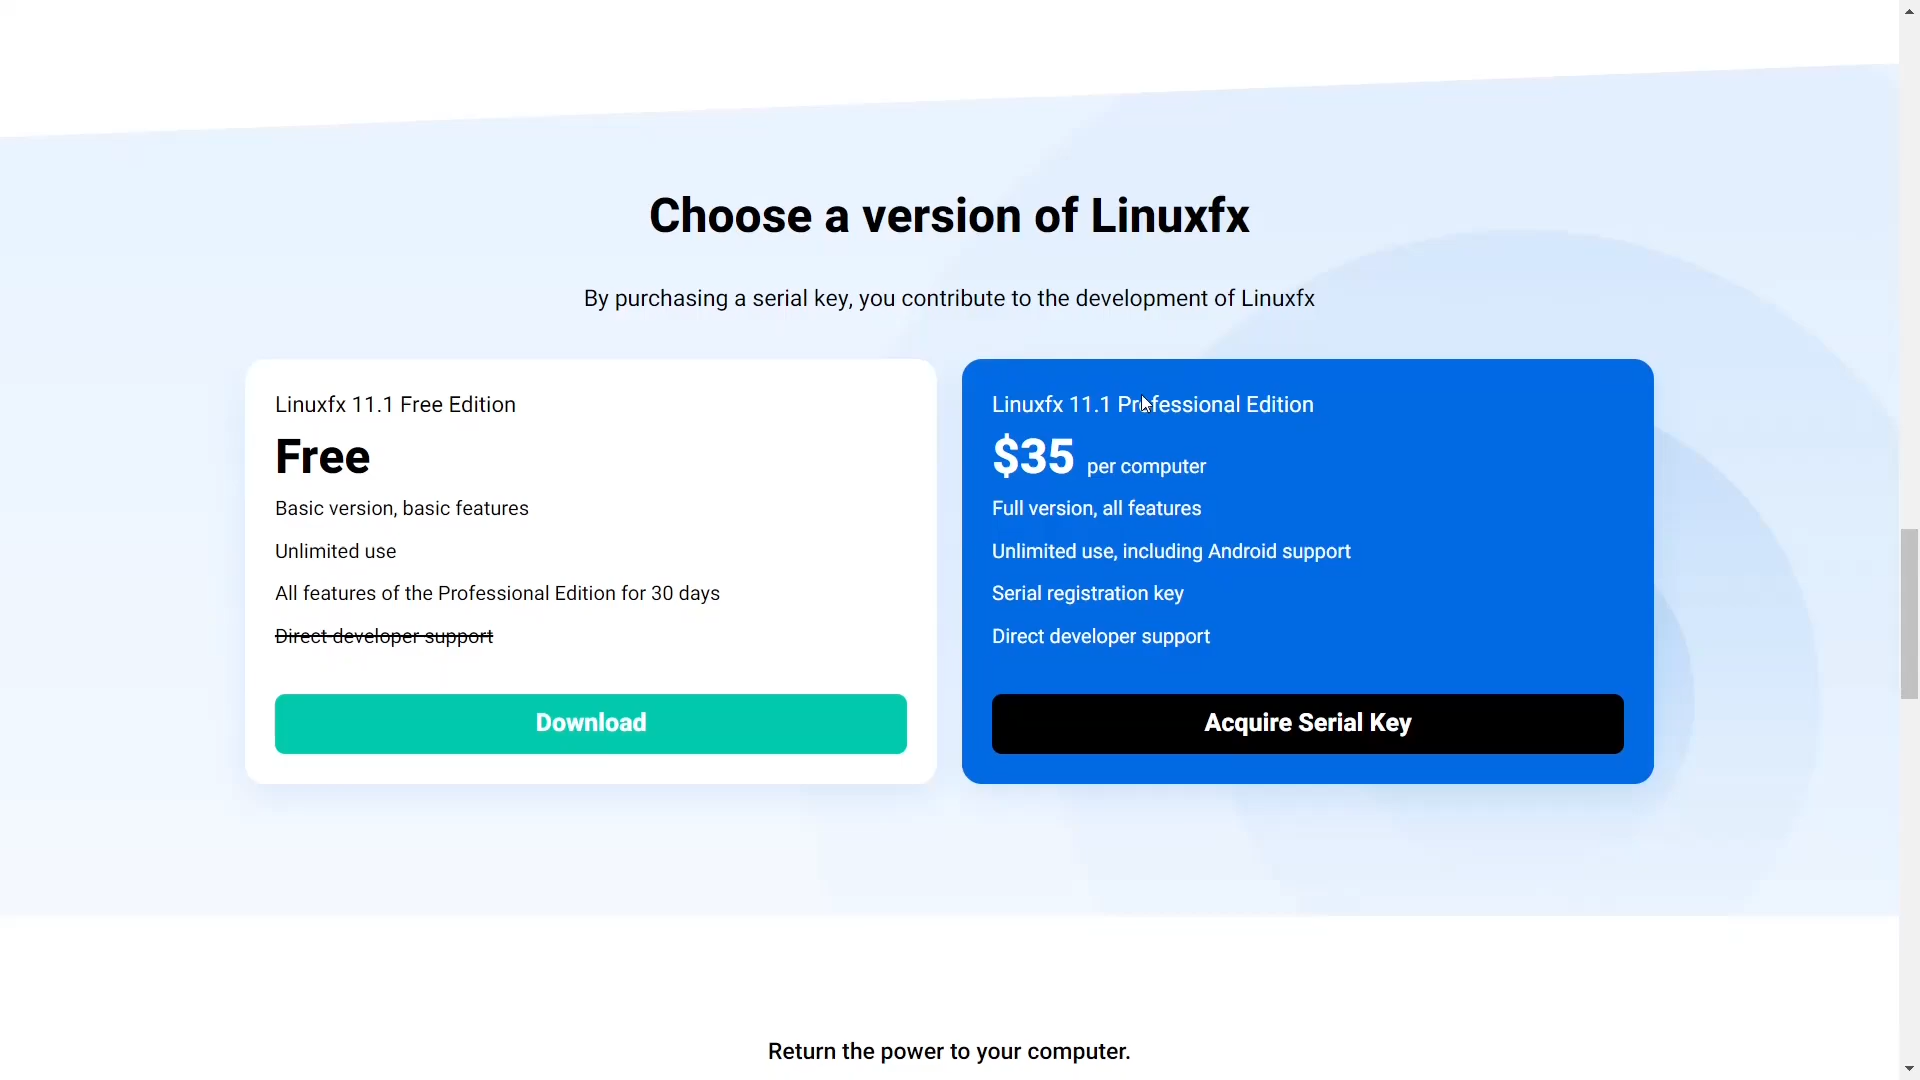 Choose a version of Linuxfx
By purchasing a serial key, you contribute to the development of Linuxfx
Linuxfx 11.1 Free Edition
Free
Basic version, basic features
Unlimited use
All features of the Professional Edition for 30 days
Direct developer support
Download
Linuxfx 11.1 Professional Edition
$35 per computer
Full version, all features
Unlimited use, including Android support
Serial registration key
Direct developer support
Acquire Serial Key
Return the power to your computer.